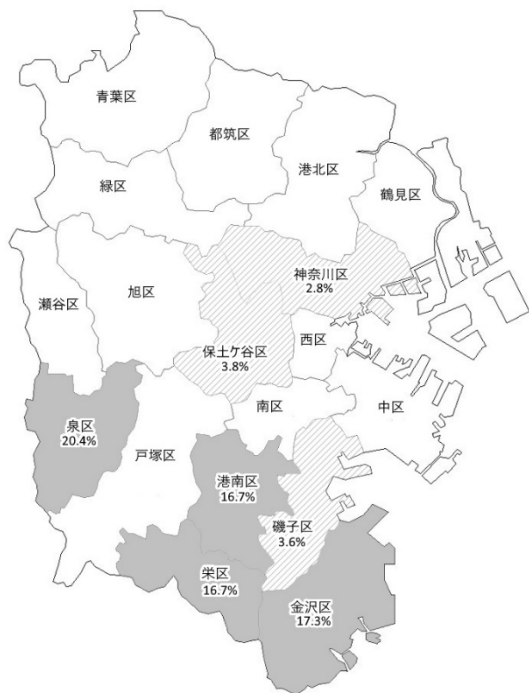 青葉区
都筑区
港北区
緑区
鶴見区
神奈川区
2.8%
瀬谷区
旭区
西区
保土ケ谷区
3.8%
南区
中区
泉区
20.4%
戸塚区
港南区
16.7%
磯子区
3.6%
栄区
16.7%
金沢区
17.3%